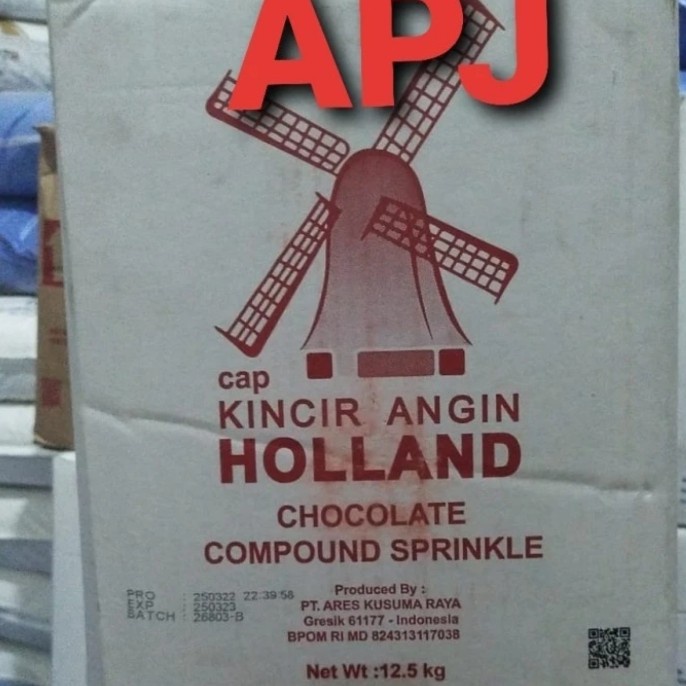 APJ
cap
KINCIR ANGIN
HOLLAND
CHOCOLATE
COMPOUND SPRINKLE
PRO : 250322 22:39:58
EXP : 250323
BATCH : 26803-B
Produced By :
PT. ARES KUSUMA RAYA
Gresik 61177 - Indonesia
BPOM RI MD 824313117038
Net Wt :12.5 kg